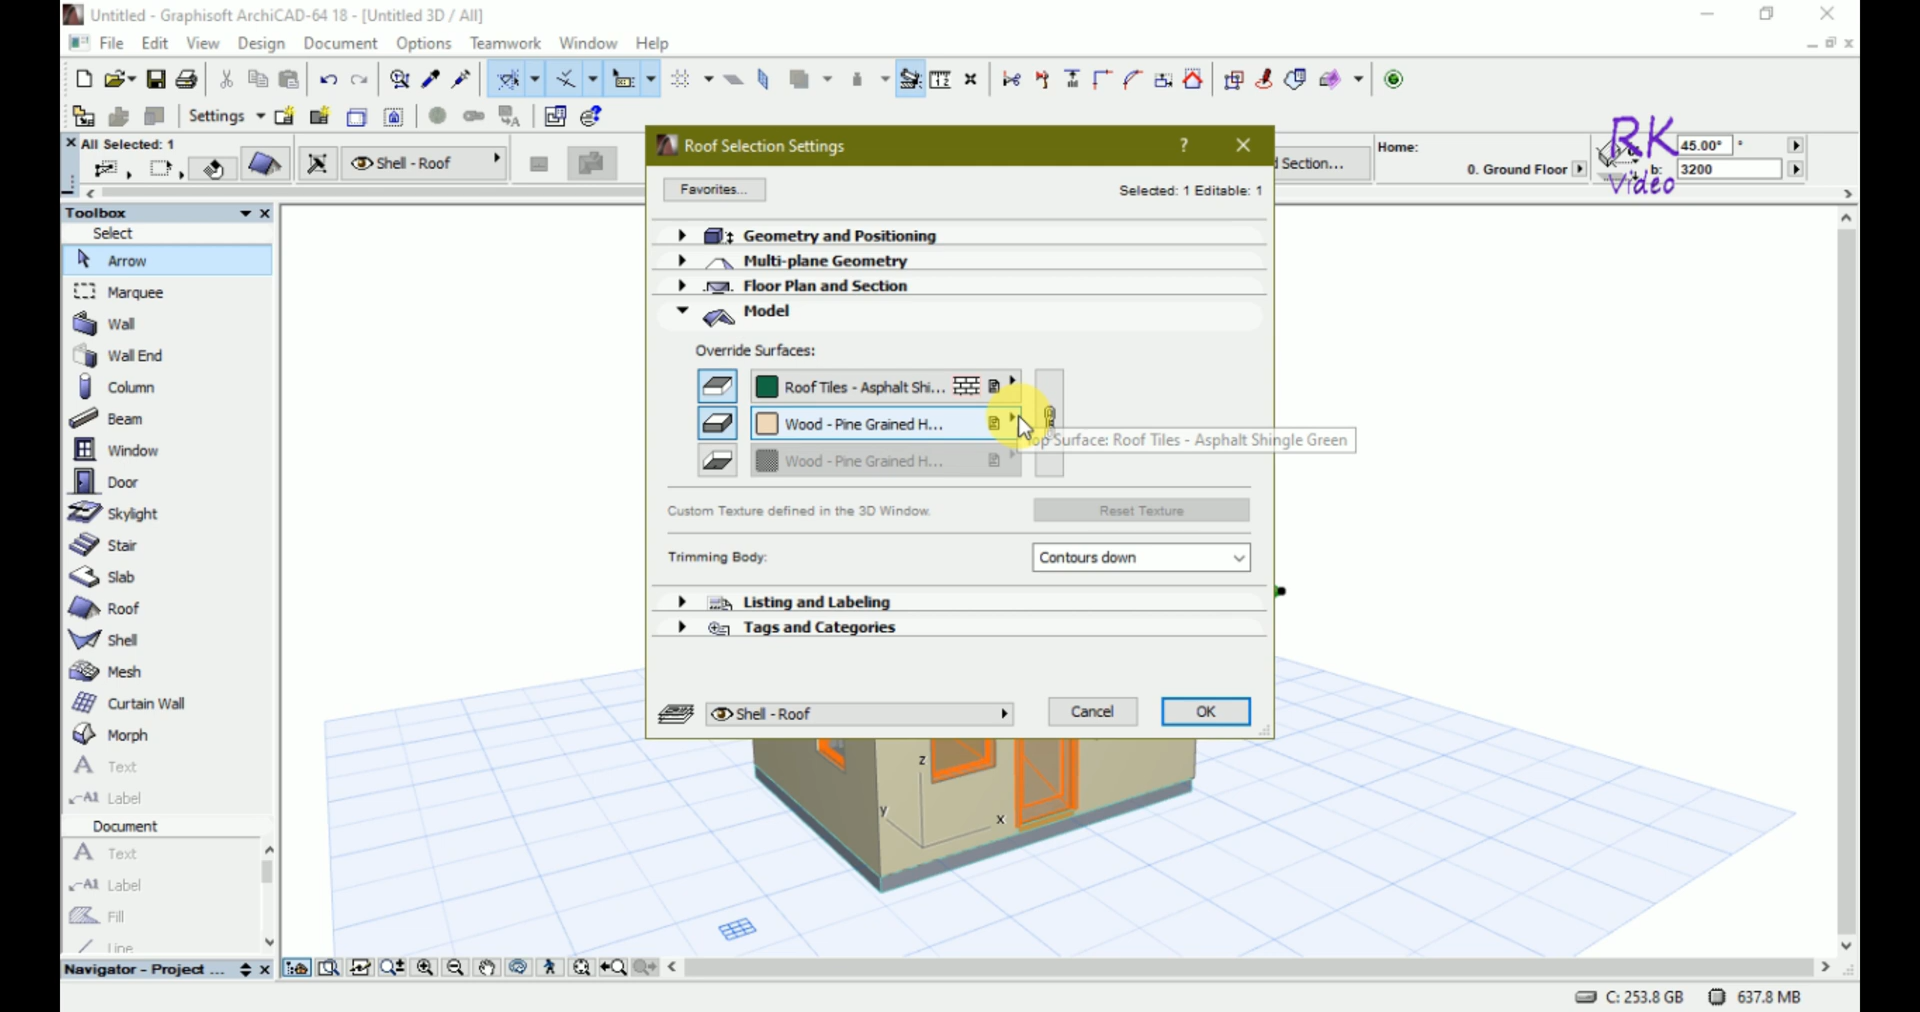 Untitled - Graphisoft ArchiCAD-64 18 - [Untitled 3D / All]
File Edit View Design Document Options Teamwork Window Help
Settings
All Selected: 1
Shell - Roof
Section...
Home:
0. Ground Floor
45.00° °
b: 3200
RK
Video
Toolbox
Select
Arrow
Marquee
Wall
Wall End
Column
Beam
Window
Door
Skylight
Stair
Slab
Roof
Shell
Mesh
Curtain Wall
Morph
A Text
A1 Label
Document
A Text
A1 Label
Fill
Line
Navigator - Project ...
Roof Selection Settings ?
Favorites...
Selected: 1 Editable: 1
Geometry and Positioning
Multi-plane Geometry
Floor Plan and Section
Model
Override Surfaces:
Roof Tiles - Asphalt Shi...
Wood - Pine Grained H...
Top Surface: Roof Tiles - Asphalt Shingle Green
Wood - Pine Grained H...
Custom Texture defined in the 3D Window.
Reset Texture
Trimming Body:
Contours down
Listing and Labeling
Tags and Categories
Shell - Roof
Cancel
OK
z
y
x
C: 253.8 GB
637.8 MB